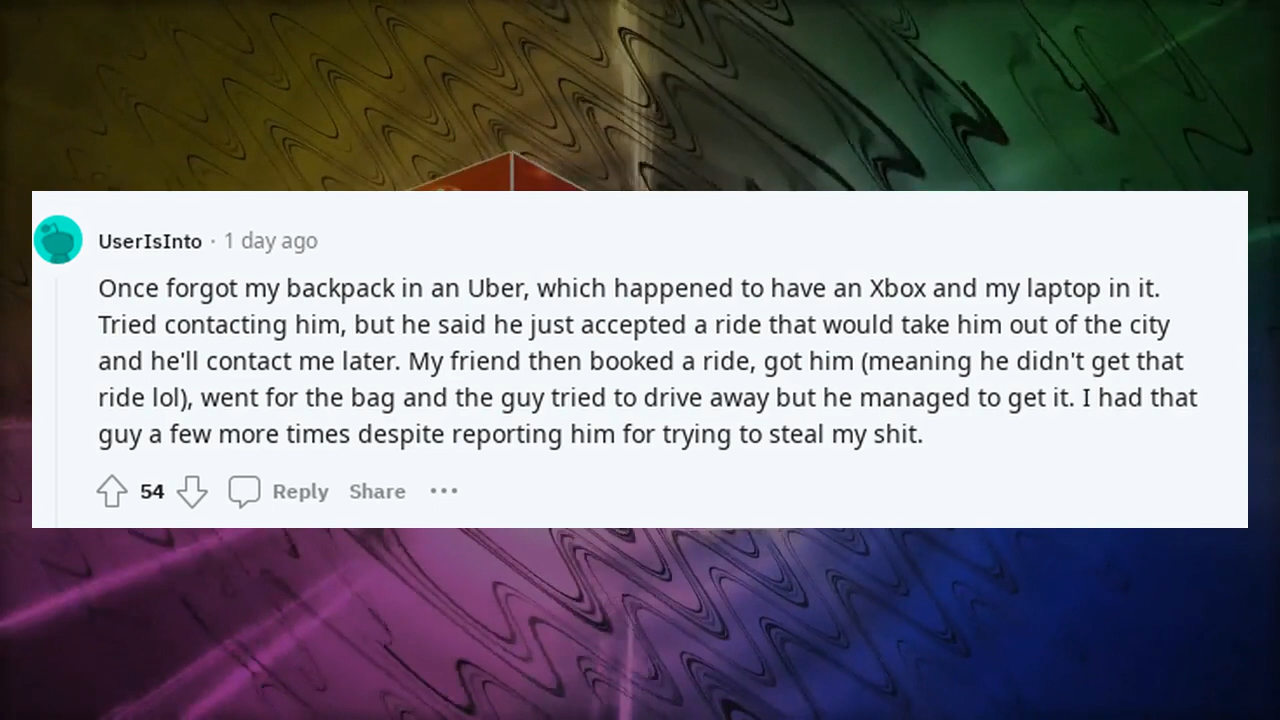 UserIsInto · 1 day ago
Once forgot my backpack in an Uber, which happened to have an Xbox and my laptop in it.
Tried contacting him, but he said he just accepted a ride that would take him out of the city
and he'll contact me later. My friend then booked a ride, got him (meaning he didn't get that
ride lol), went for the bag and the guy tried to drive away but he managed to get it. I had that
guy a few more times despite reporting him for trying to steal my shit.
54 Reply Share •••